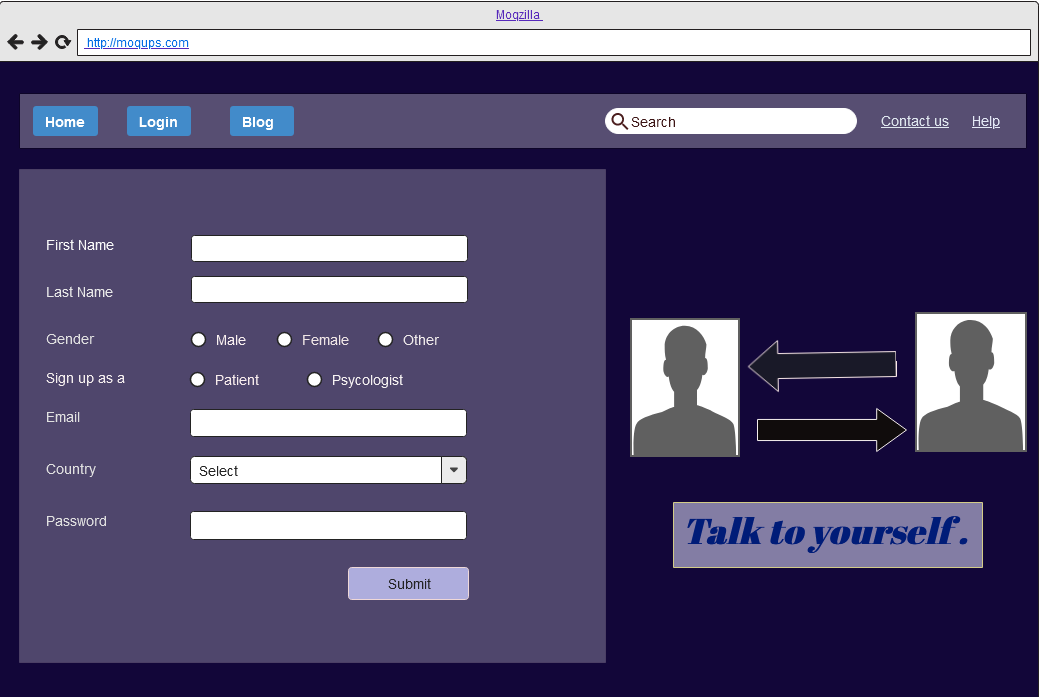 Moqzilla
http://moqups.com
Home Login Blog Search Contact us Help
First Name
Last Name
Gender Male Female Other
Sign up as a Patient Psycologist
Email
Country Select
Password
Submit
Talk to yourself .